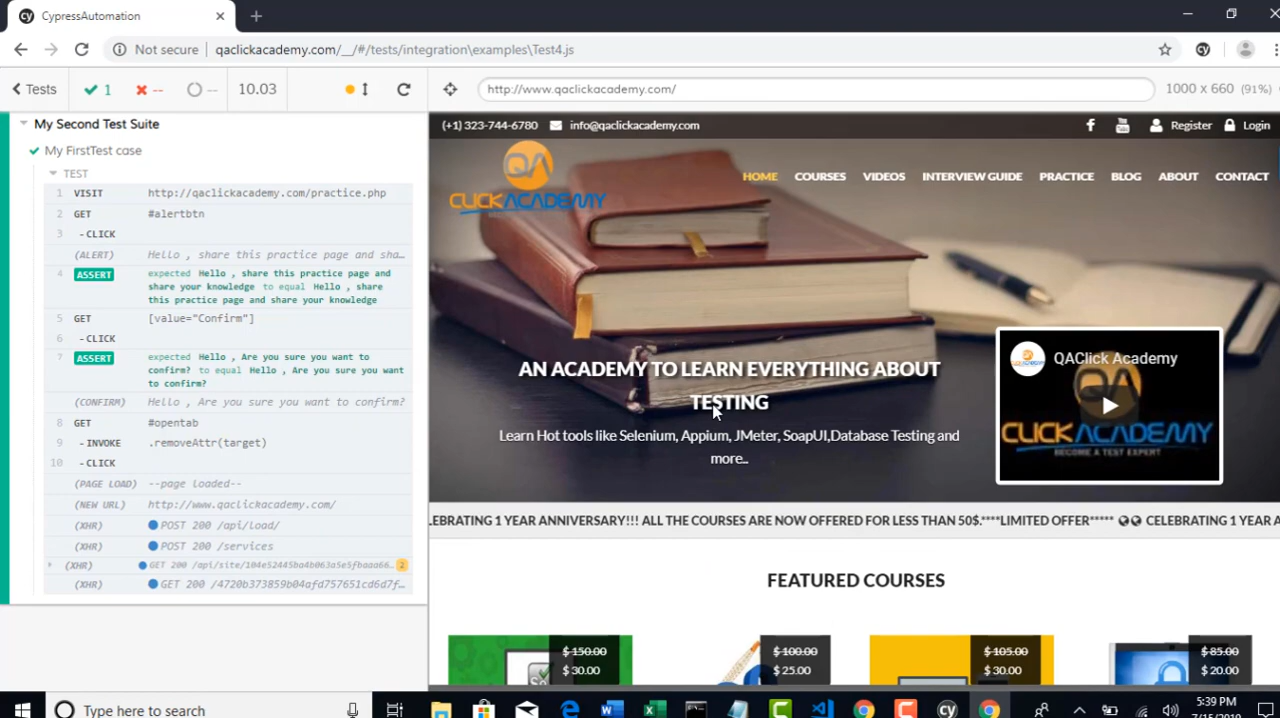 CypressAutomation
Not secure
qaclickacademy.com/__/#/tests/integration\examples\Test4.js
Tests
1
--
--
10.03
http://www.qaclickacademy.com/
1000 x 660 (91%)
My Second Test Suite
My FirstTest case
TEST
1 VISIT http://qaclickacademy.com/practice.php
2 GET #alertbtn
3 -CLICK
(ALERT) Hello , share this practice page and sha…
4 ASSERT expected Hello , share this practice page and
share your knowledge to equal Hello , share
this practice page and share your knowledge
5 GET [value="Confirm"]
6 -CLICK
7 ASSERT expected Hello , Are you sure you want to
confirm? to equal Hello , Are you sure you want
to confirm?
(CONFIRM) Hello , Are you sure you want to confirm?
8 GET #opentab
9 -INVOKE .removeAttr(target)
10 -CLICK
(PAGE LOAD) --page loaded--
(NEW URL) http://www.qaclickacademy.com/
(XHR) POST 200 /api/load/
(XHR) POST 200 /services
(XHR) GET 200 2
(XHR) GET 200
(+1) 323-744-6780 info@qaclickacademy.com
Register Login
QA
CLICKACADEMY
HOME COURSES VIDEOS INTERVIEW GUIDE PRACTICE BLOG ABOUT CONTACT
AN ACADEMY TO LEARN EVERYTHING ABOUT
TESTING
Learn Hot tools like Selenium, Appium, JMeter, SoapUI,Database Testing and
more..
QAClick Academy
QA
CLICKACADEMY
BECOME A TEST EXPERT
LEBRATING 1 YEAR ANNIVERSARY!!! ALL THE COURSES ARE NOW OFFERED FOR LESS THAN 50$.****LIMITED OFFER***** CELEBRATING 1 YEAR A
FEATURED COURSES
$150.00 $100.00 $105.00 $85.00
$30.00 $25.00 $30.00 $20.00
Type here to search
5:39 PM